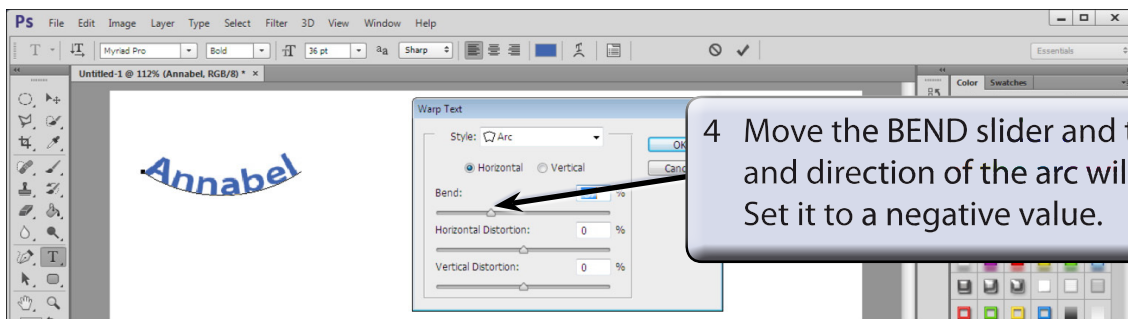 Ps File Edit Image Layer Type Select Filter 3D View Window Help
T Myriad Pro Bold 36 pt aa Sharp Essentials
Untitled-1 @ 112% (Annabel, RGB/8) * ×
Color Swatches
Warp Text
Style: Arc
OK
Horizontal Vertical
Bend: %
Horizontal Distortion: 0 %
Vertical Distortion: 0 %
Annabel
4 Move the BEND slider and
and direction of the arc wil
Set it to a negative value.